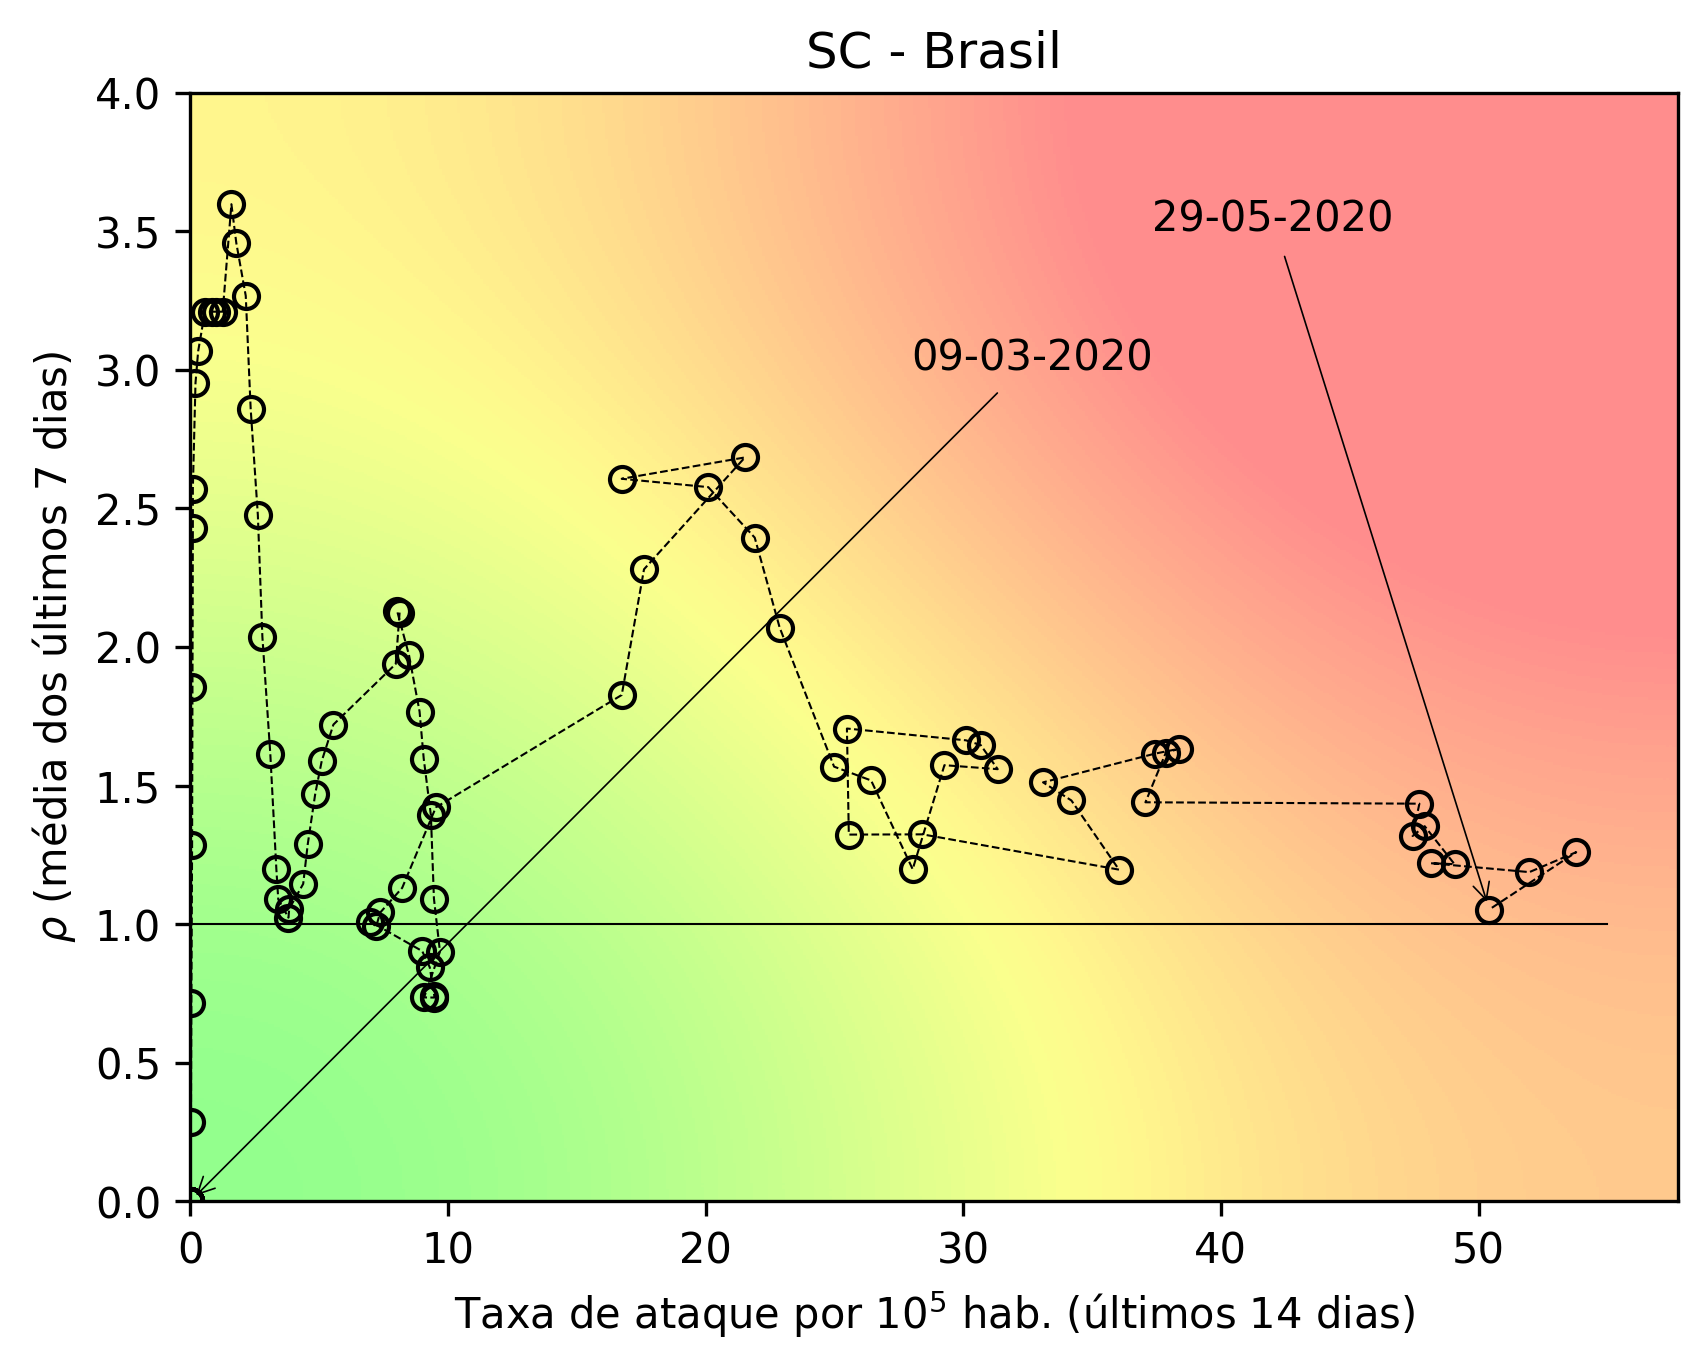 SC - Brasil
ρ (média dos últimos 7 dias)
4.0
3.5
3.0
2.5
2.0
1.5
1.0
0.5
0.0
29-05-2020
09-03-2020
0 10 20 30 40 50
Taxa de ataque por 10⁵ hab. (últimos 14 dias)